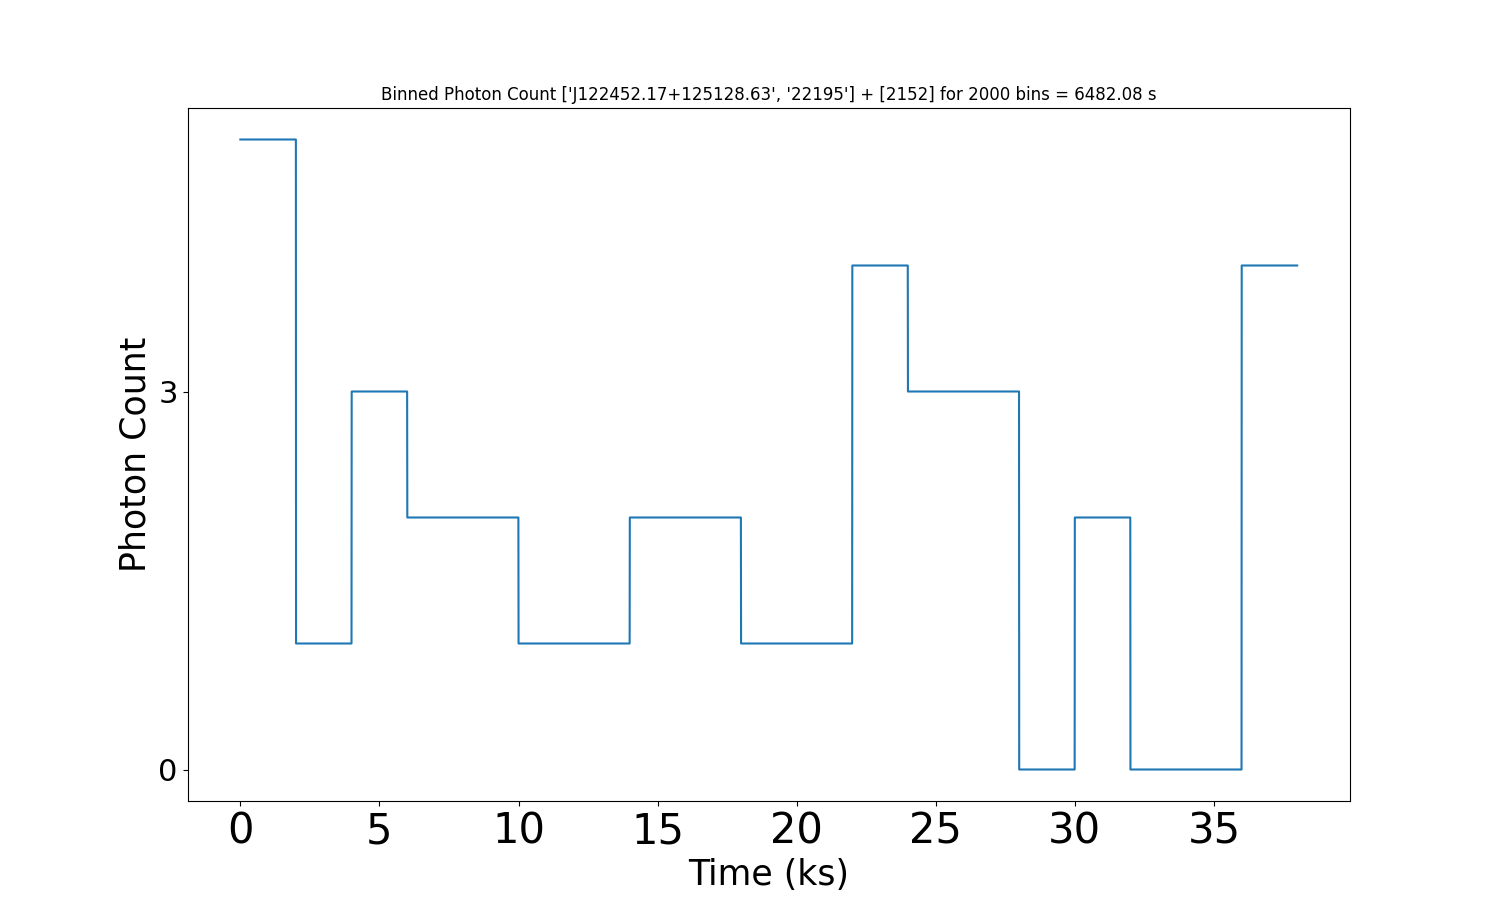 Binned Photon Count ['J122452.17+125128.63', '22195'] + [2152] for 2000 bins = 6482.08 s
Photon Count
3
0
0 5 10 15 20 25 30 35
Time (ks)